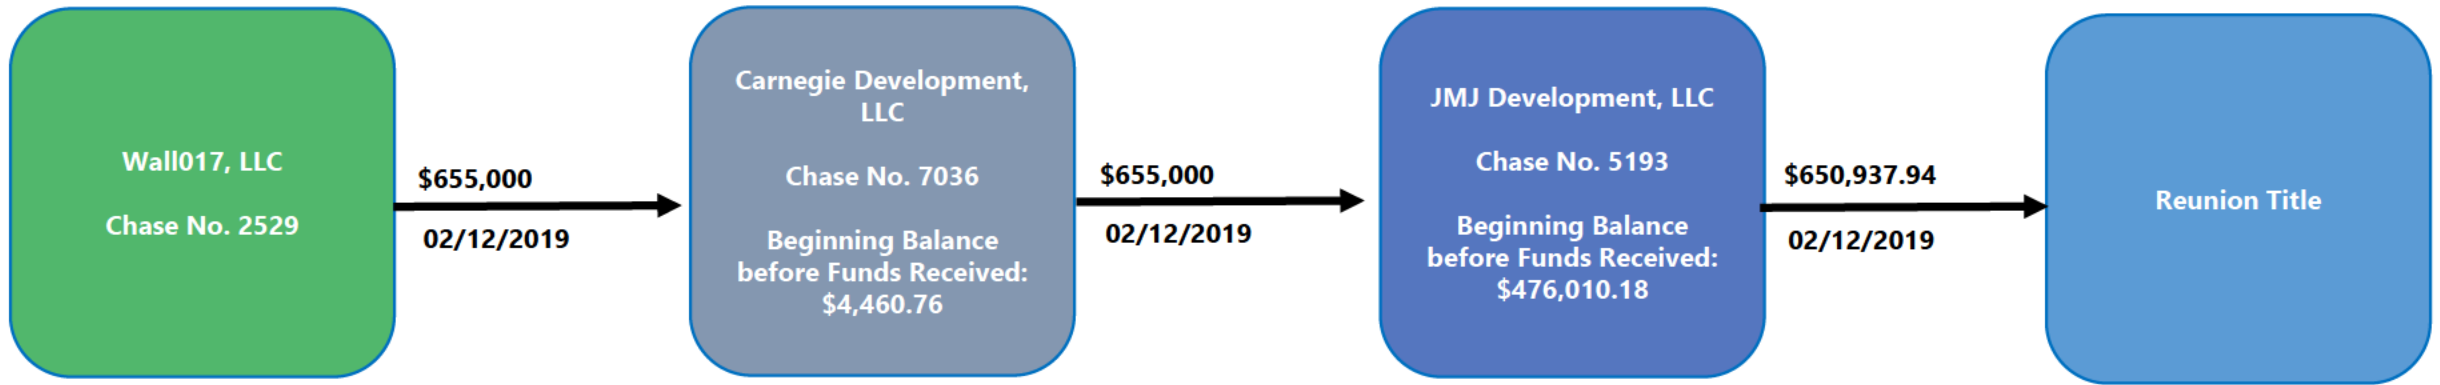 Wall017, LLC
Chase No. 2529
$655,000
02/12/2019
Carnegie Development,
LLC
Chase No. 7036
Beginning Balance
before Funds Received:
$4,460.76
$655,000
02/12/2019
JMJ Development, LLC
Chase No. 5193
Beginning Balance
before Funds Received:
$476,010.18
$650,937.94
02/12/2019
Reunion Title